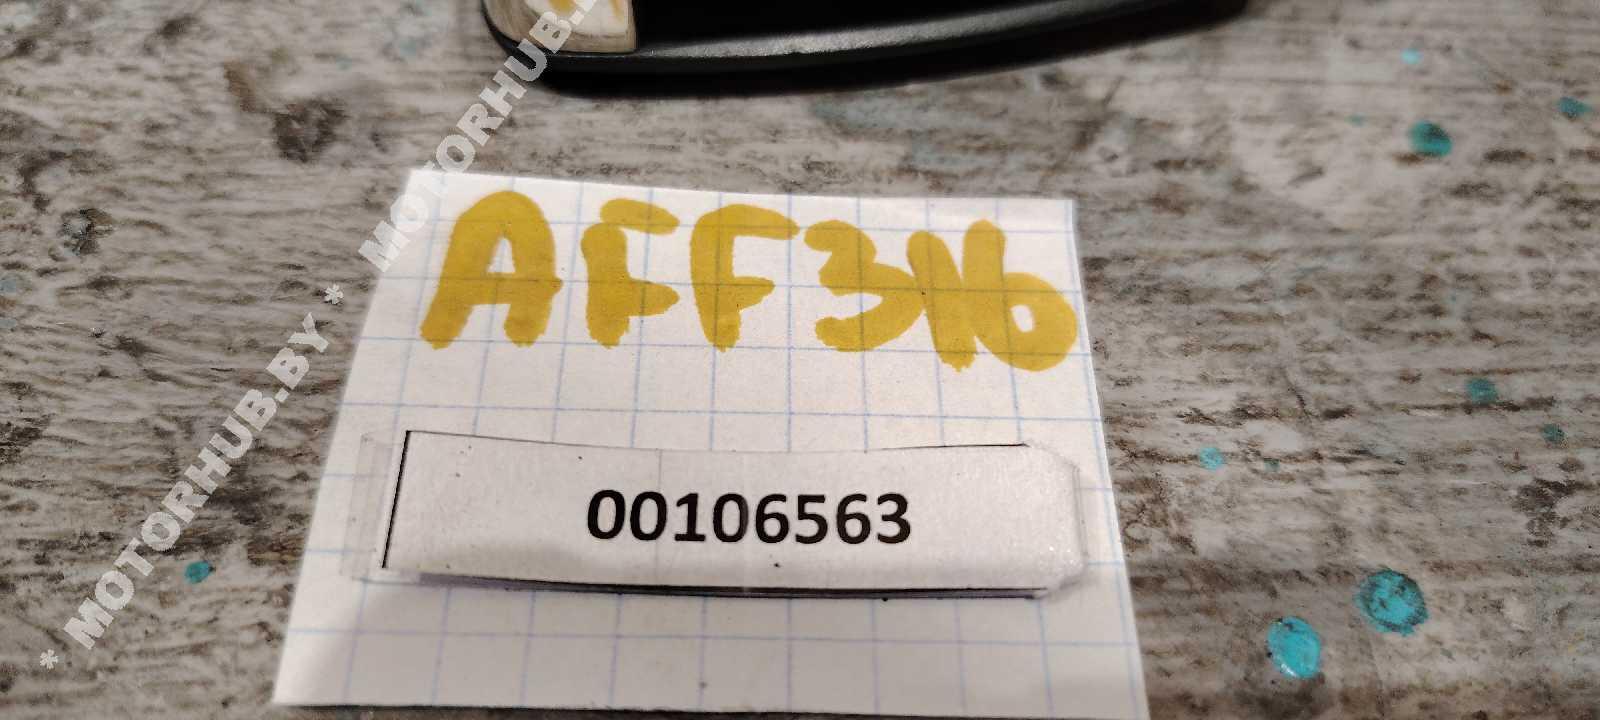 AFF316
00106563
* MOTORHUB.BY * MOTORHUB.B